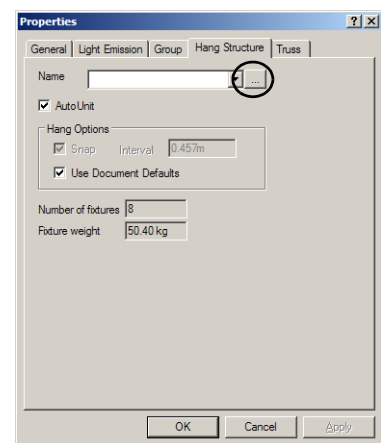 Properties ? X
General Light Emission Group Hang Structure Truss
Name ...
AutoUnit
Hang Options
Snap Interval 0.457m
Use Document Defaults
Number of fixtures 8
Fixture weight 50.40 kg
OK Cancel Apply